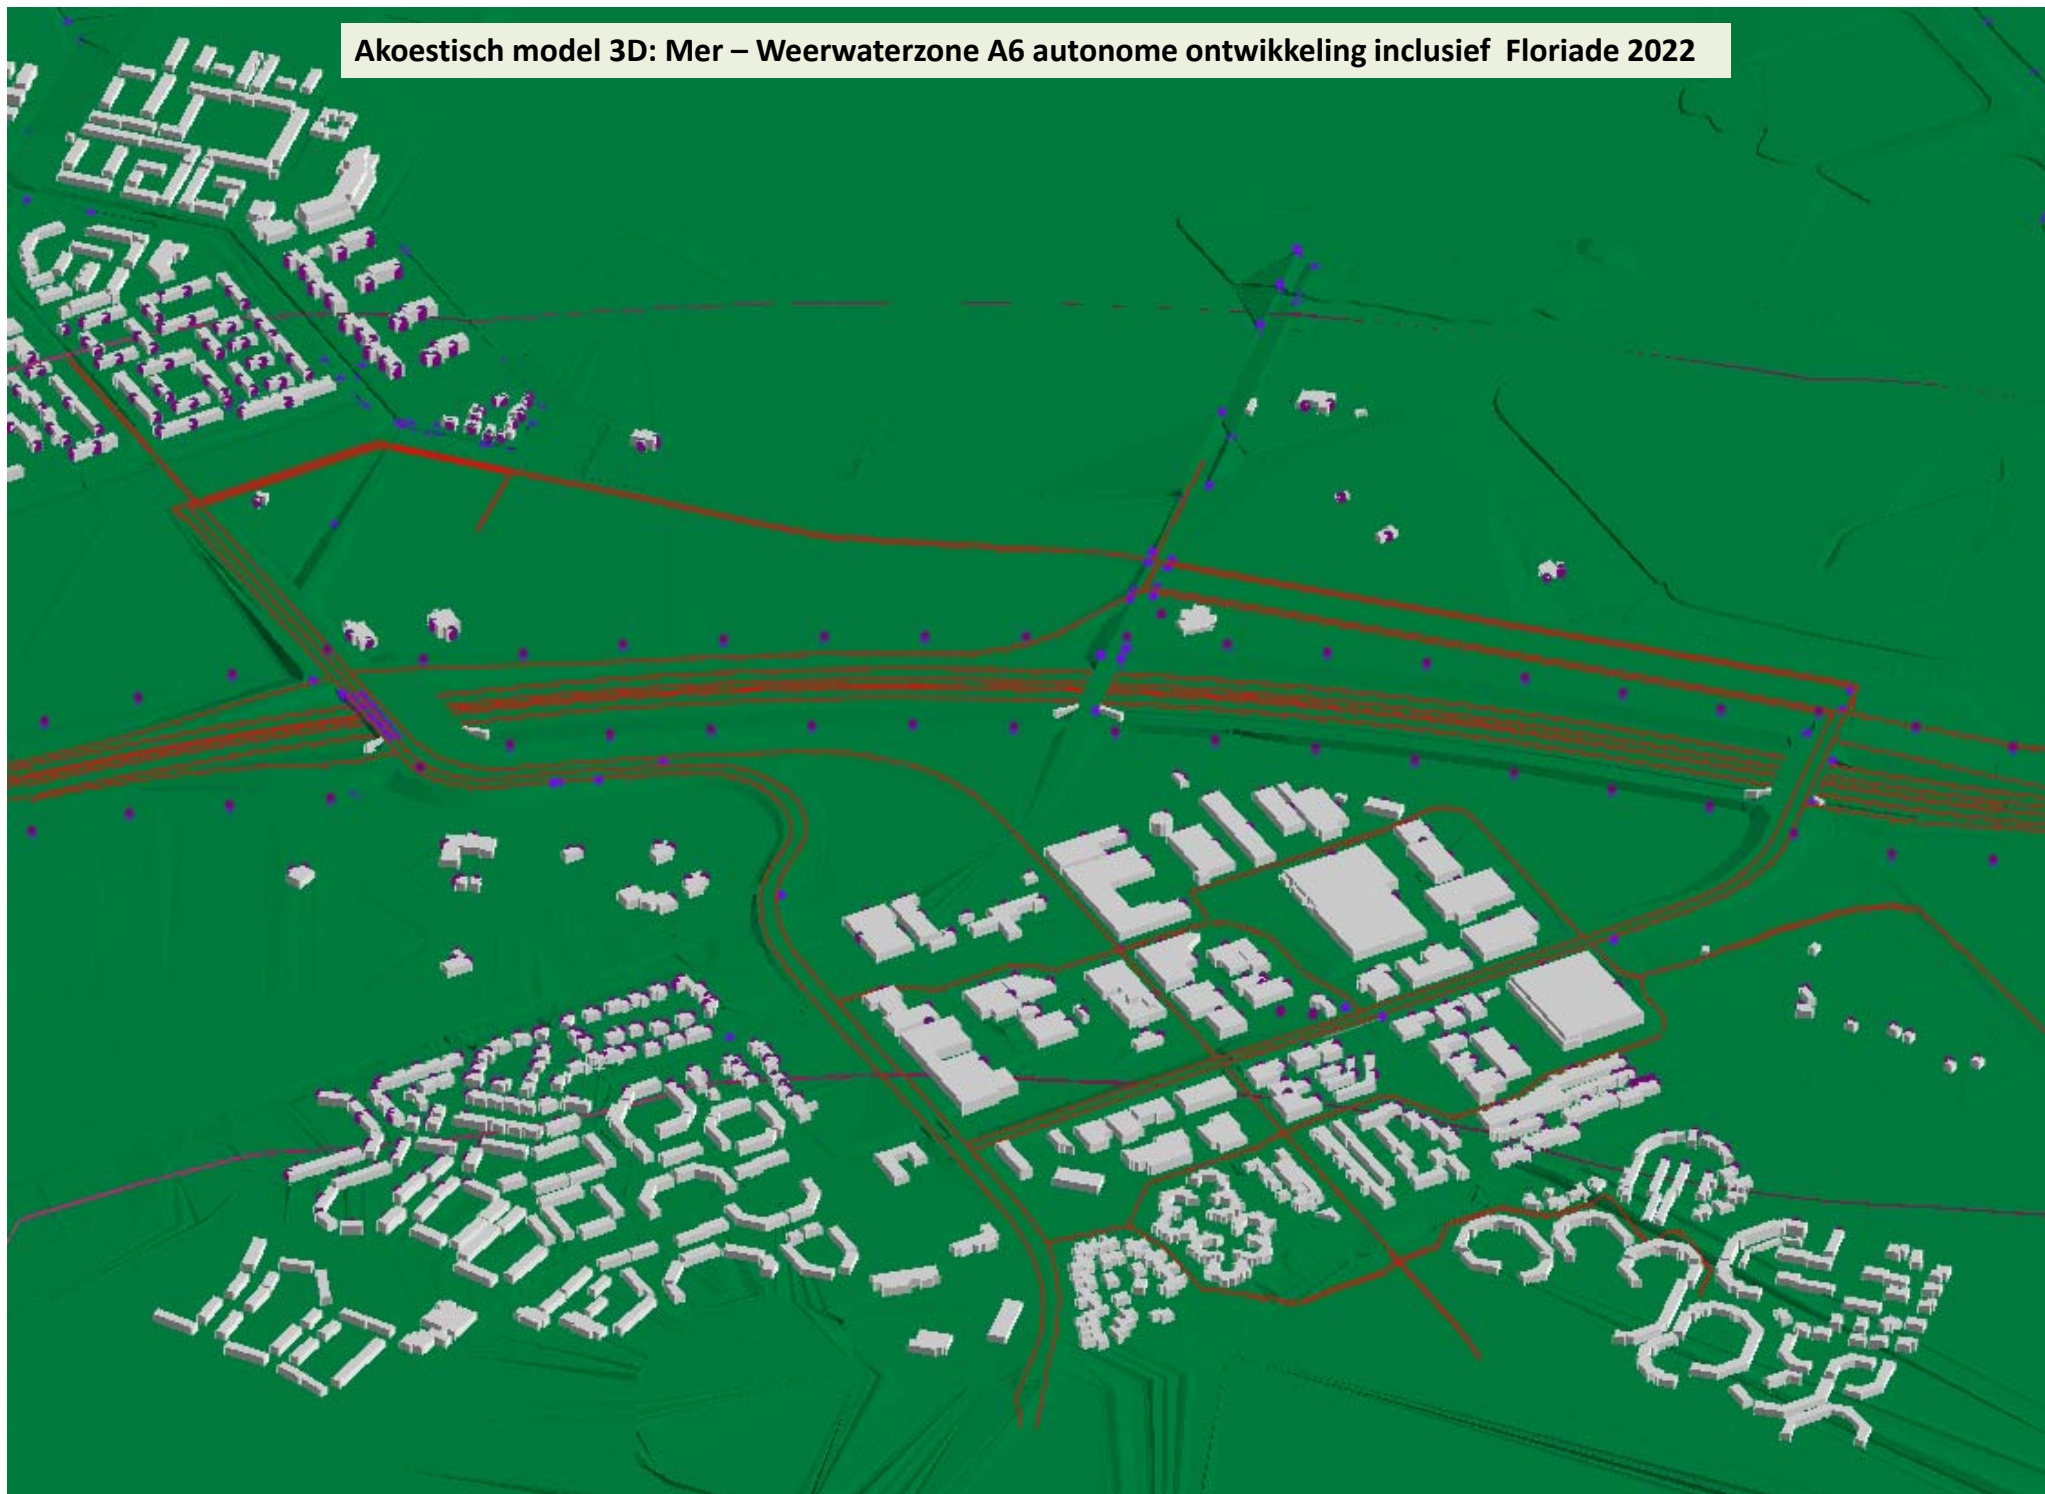 Akoestisch model 3D: Mer – Weerwaterzone A6 autonome ontwikkeling inclusief  Floriade 2022